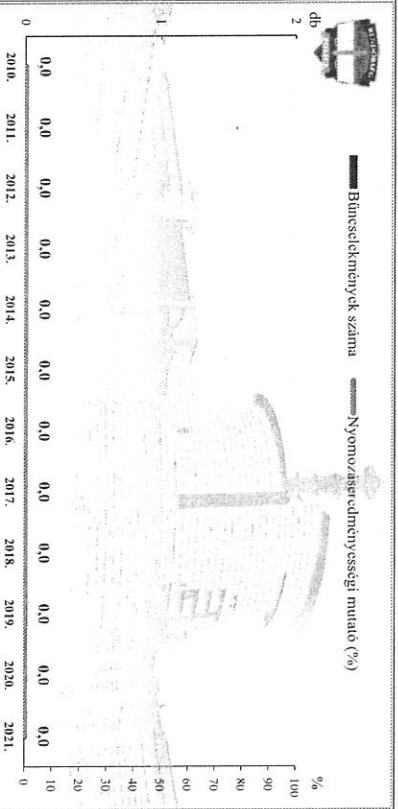 RENDŐRSÉG
db
Bűncselekmények száma
Nyomozáseredményességi mutató (%)
%
2
1
0
100
90
80
70
60
50
40
30
20
10
0
0,0 0,0 0,0 0,0 0,0 0,0 0,0 0,0 0,0 0,0 0,0 0,0
2010. 2011. 2012. 2013. 2014. 2015. 2016. 2017. 2018. 2019. 2020. 2021.